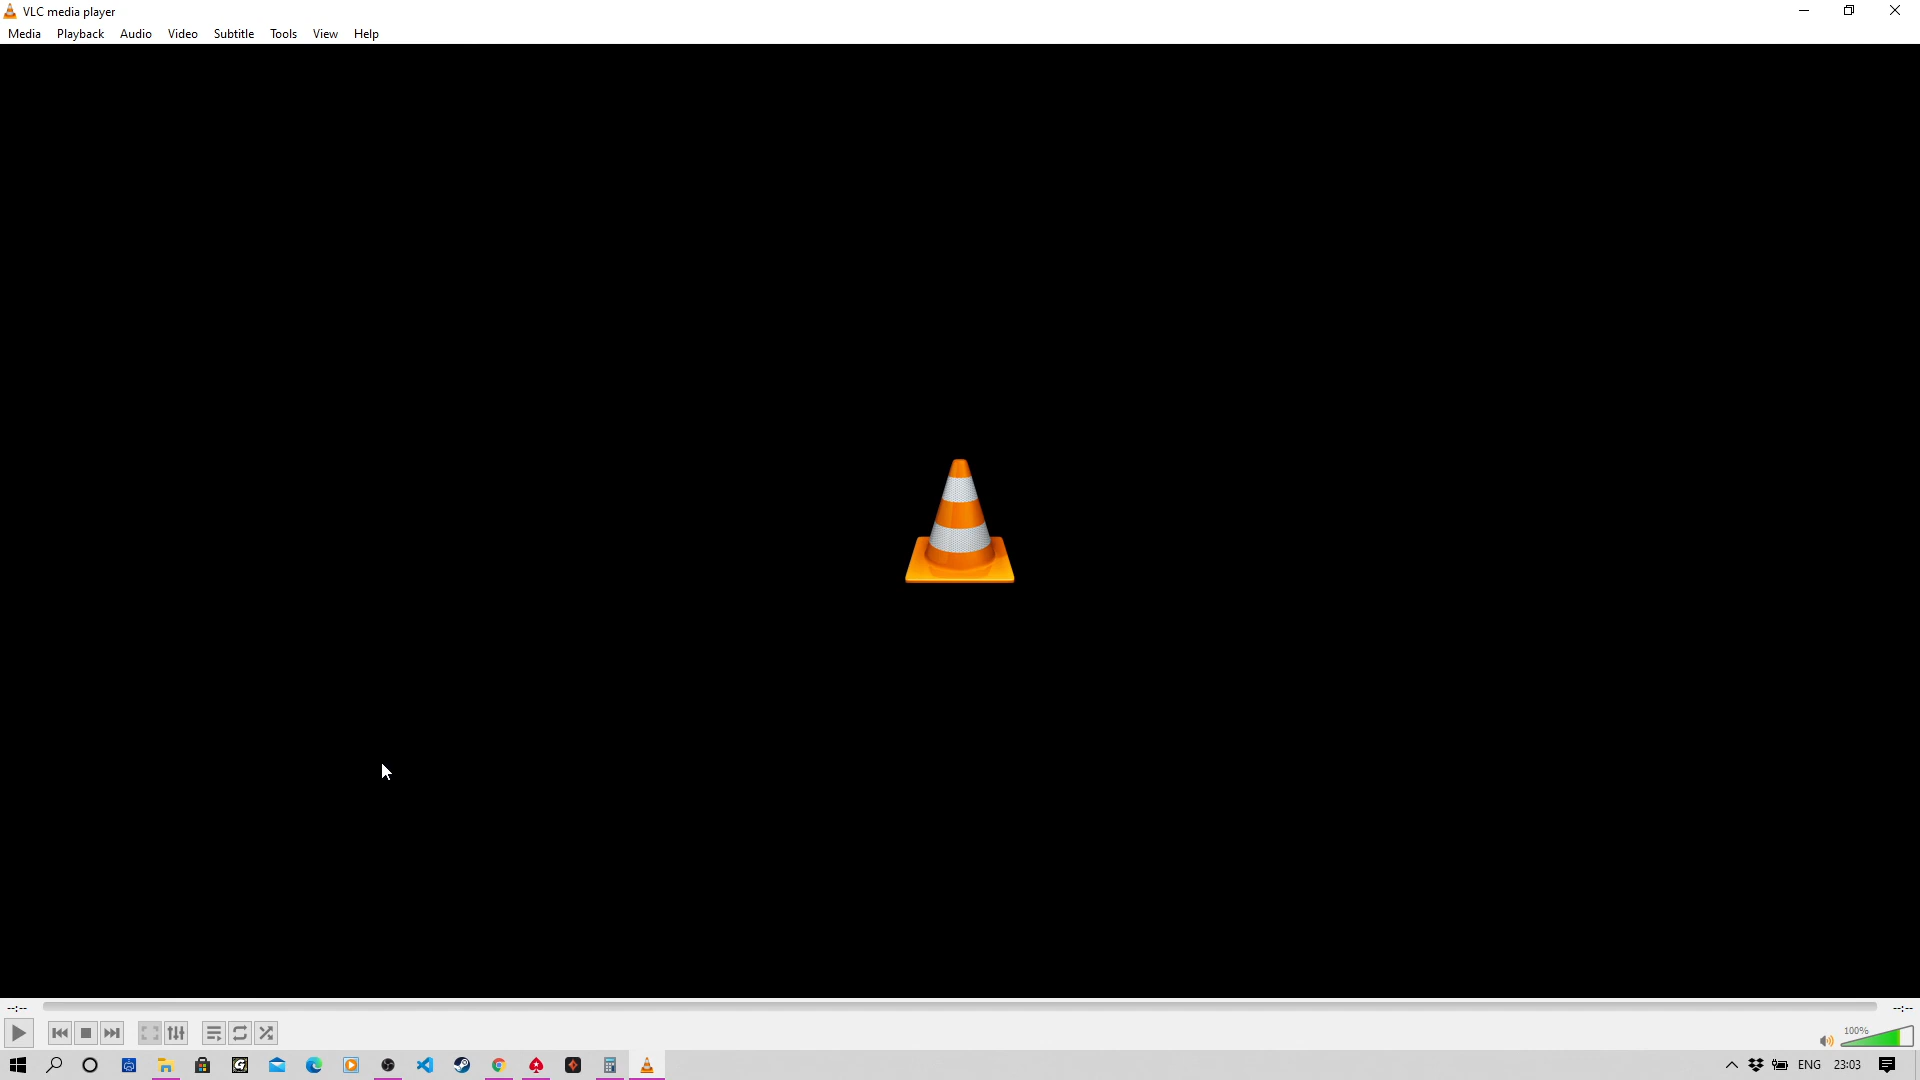 VLC media player
Media Playback Audio Video Subtitle Tools View Help
--:-- --:--
100%
ENG 23:03